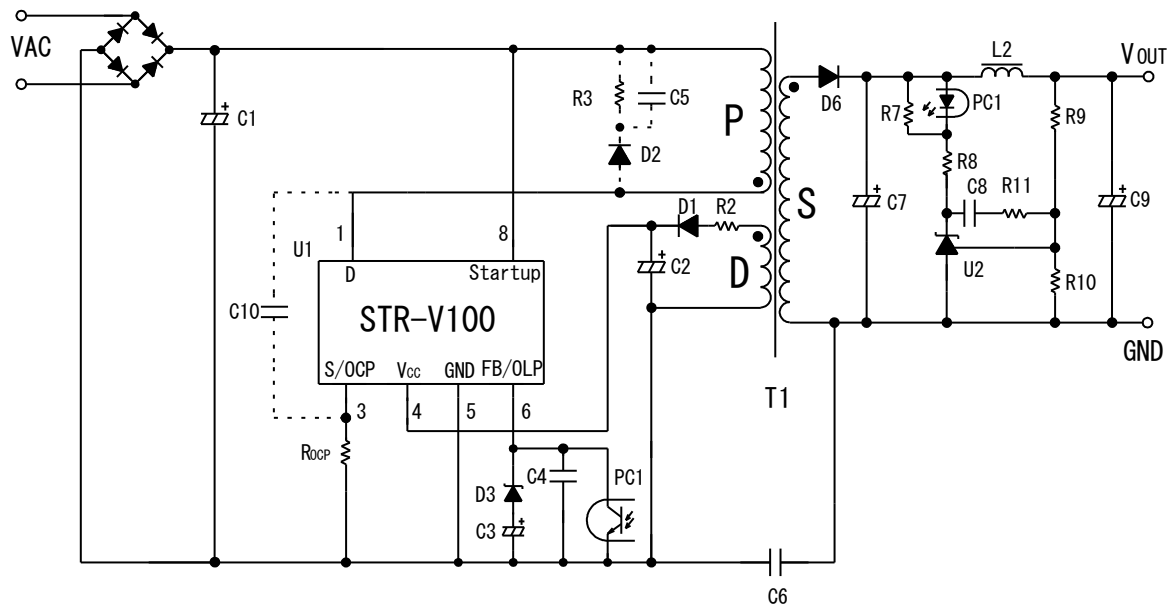 VAC
C1
R3
C5
D2
P
D6
R7
PC1
L2
VOUT
R9
R8
C8
R11
C7
S
C9
U2
R10
GND
D1
R2
C2
D
T1
U1
1
8
D
Startup
C10
STR-V100
S/OCP
VCC
GND
FB/OLP
3
4
5
6
ROCP
D3
C3
C4
PC1
C6
+
+
+
+
+